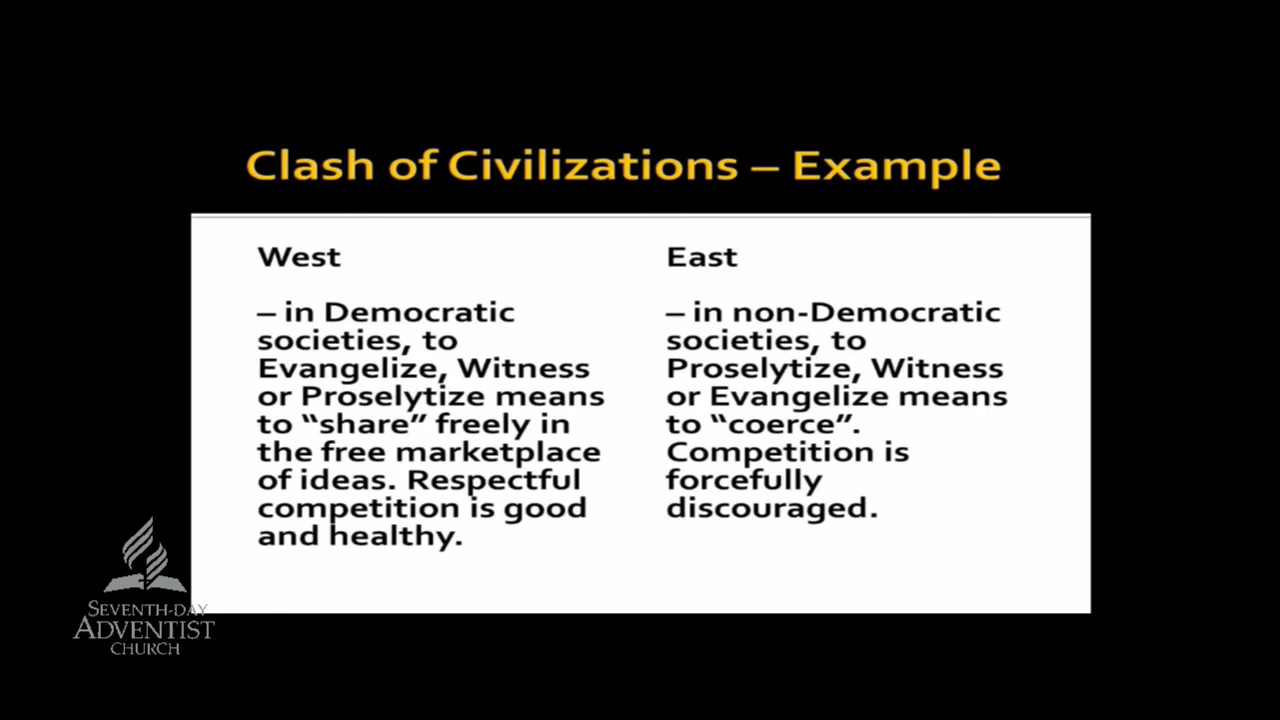 Clash of Civilizations – Example
West
– in Democratic
societies, to
Evangelize, Witness
or Proselytize means
to “share” freely in
the free marketplace
of ideas. Respectful
competition is good
and healthy.
East
– in non-Democratic
societies, to
Proselytize, Witness
or Evangelize means
to “coerce”.
Competition is
forcefully
discouraged.
SEVENTH-DAY
ADVENTIST
CHURCH